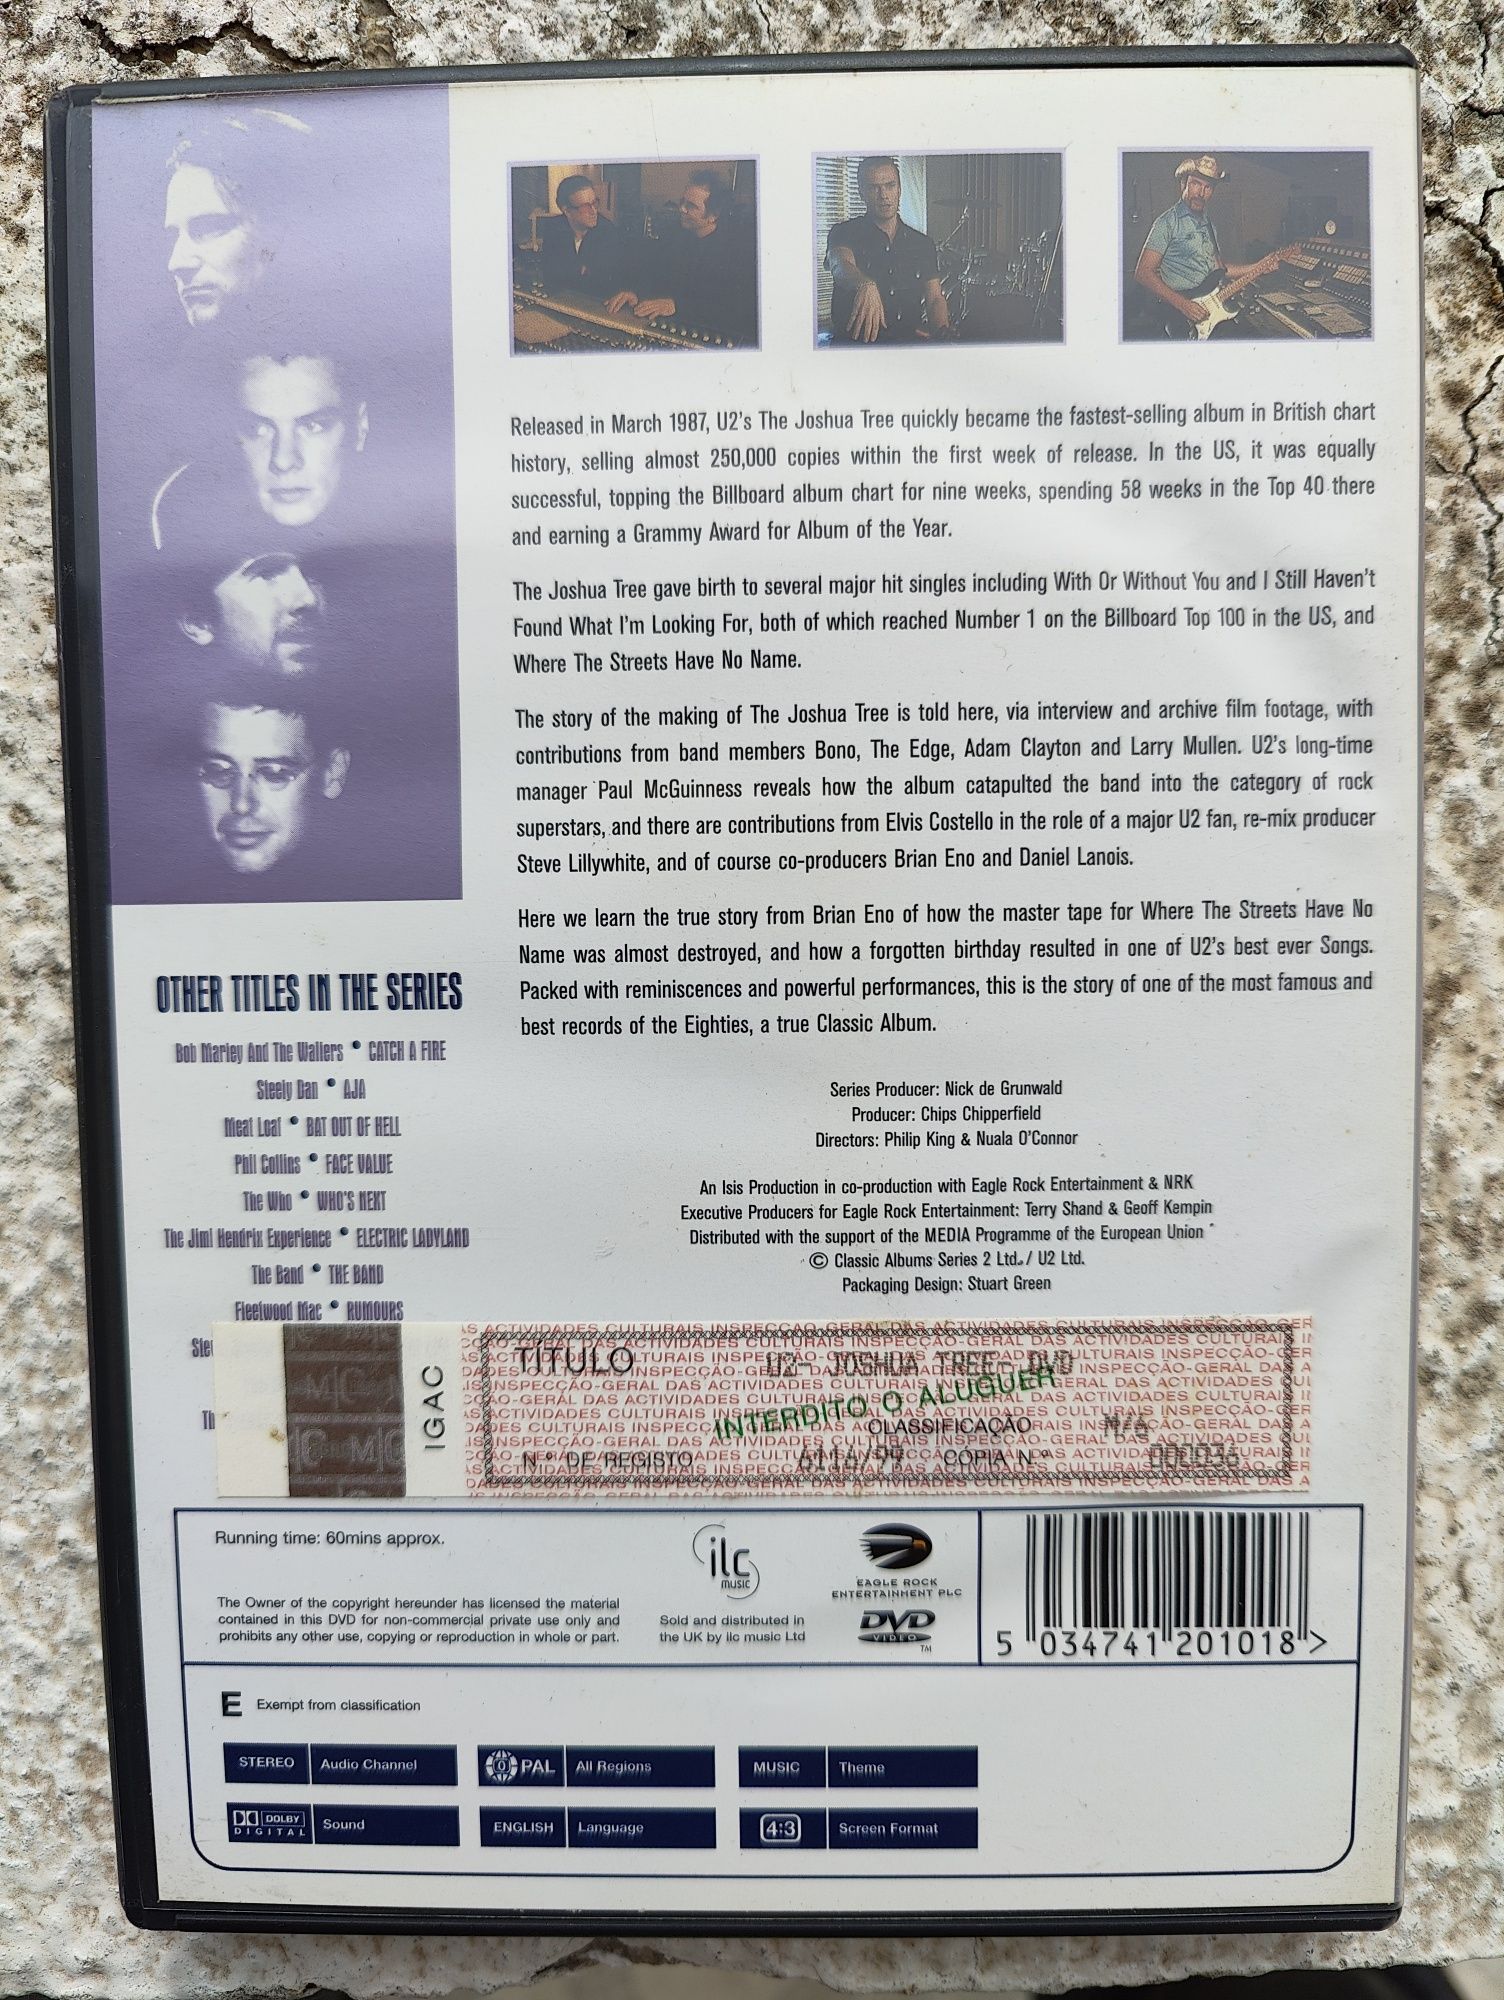 Released in March 1987, U2's The Joshua Tree quickly became the fastest-selling album in British chart
history, selling almost 250,000 copies within the first week of release. In the US, it was equally
successful, topping the Billboard album chart for nine weeks, spending 58 weeks in the Top 40 there
and earning a Grammy Award for Album of the Year.
The Joshua Tree gave birth to several major hit singles including With Or Without You and I Still Haven't
Found What I'm Looking For, both of which reached Number 1 on the Billboard Top 100 in the US, and
Where The Streets Have No Name.
The story of the making of The Joshua Tree is told here, via interview and archive film footage, with
contributions from band members Bono, The Edge, Adam Clayton and Larry Mullen. U2's long-time
manager Paul McGuinness reveals how the album catapulted the band into the category of rock
superstars, and there are contributions from Elvis Costello in the role of a major U2 fan, re-mix producer
Steve Lillywhite, and of course co-producers Brian Eno and Daniel Lanois.
Here we learn the true story from Brian Eno of how the master tape for Where The Streets Have No
Name was almost destroyed, and how a forgotten birthday resulted in one of U2's best ever Songs.
Packed with reminiscences and powerful performances, this is the story of one of the most famous and
best records of the Eighties, a true Classic Album.
OTHER TITLES IN THE SERIES
Bob Marley And The Wailers • CATCH A FIRE
Steely Dan • AJA
Meat Loaf • BAT OUT OF HELL
Phil Collins • FACE VALUE
The Who • WHO'S NEXT
The Jimi Hendrix Experience • ELECTRIC LADYLAND
The Band • THE BAND
Fleetwood Mac • RUMOURS
Series Producer: Nick de Grunwald
Producer: Chips Chipperfield
Directors: Philip King & Nuala O'Connor
An Isis Production in co-production with Eagle Rock Entertainment & NRK
Executive Producers for Eagle Rock Entertainment: Terry Shand & Geoff Kempin
Distributed with the support of the MEDIA Programme of the European Union
© Classic Albums Series 2 Ltd./ U2 Ltd.
Packaging Design: Stuart Green
IGAC
TÍTULO U2- JOSHUA TREE- DVD
INTERDITO O ALUGUER
CLASSIFICAÇÃO
N.º DE REGISTO CÓPIA N.º 000036
Running time: 60mins approx.
The Owner of the copyright hereunder has licensed the material
contained in this DVD for non-commercial private use only and
prohibits any other use, copying or reproduction in whole or part.
ilc
music
Sold and distributed in
the UK by ilc music Ltd
EAGLE ROCK
ENTERTAINMENT PLC
DVD
VIDEO
TM
5 034741 201018 >
E Exempt from classification
STEREO Audio Channel
0 PAL All Regions
MUSIC Theme
DOLBY
DIGITAL Sound
ENGLISH Language
4:3 Screen Format